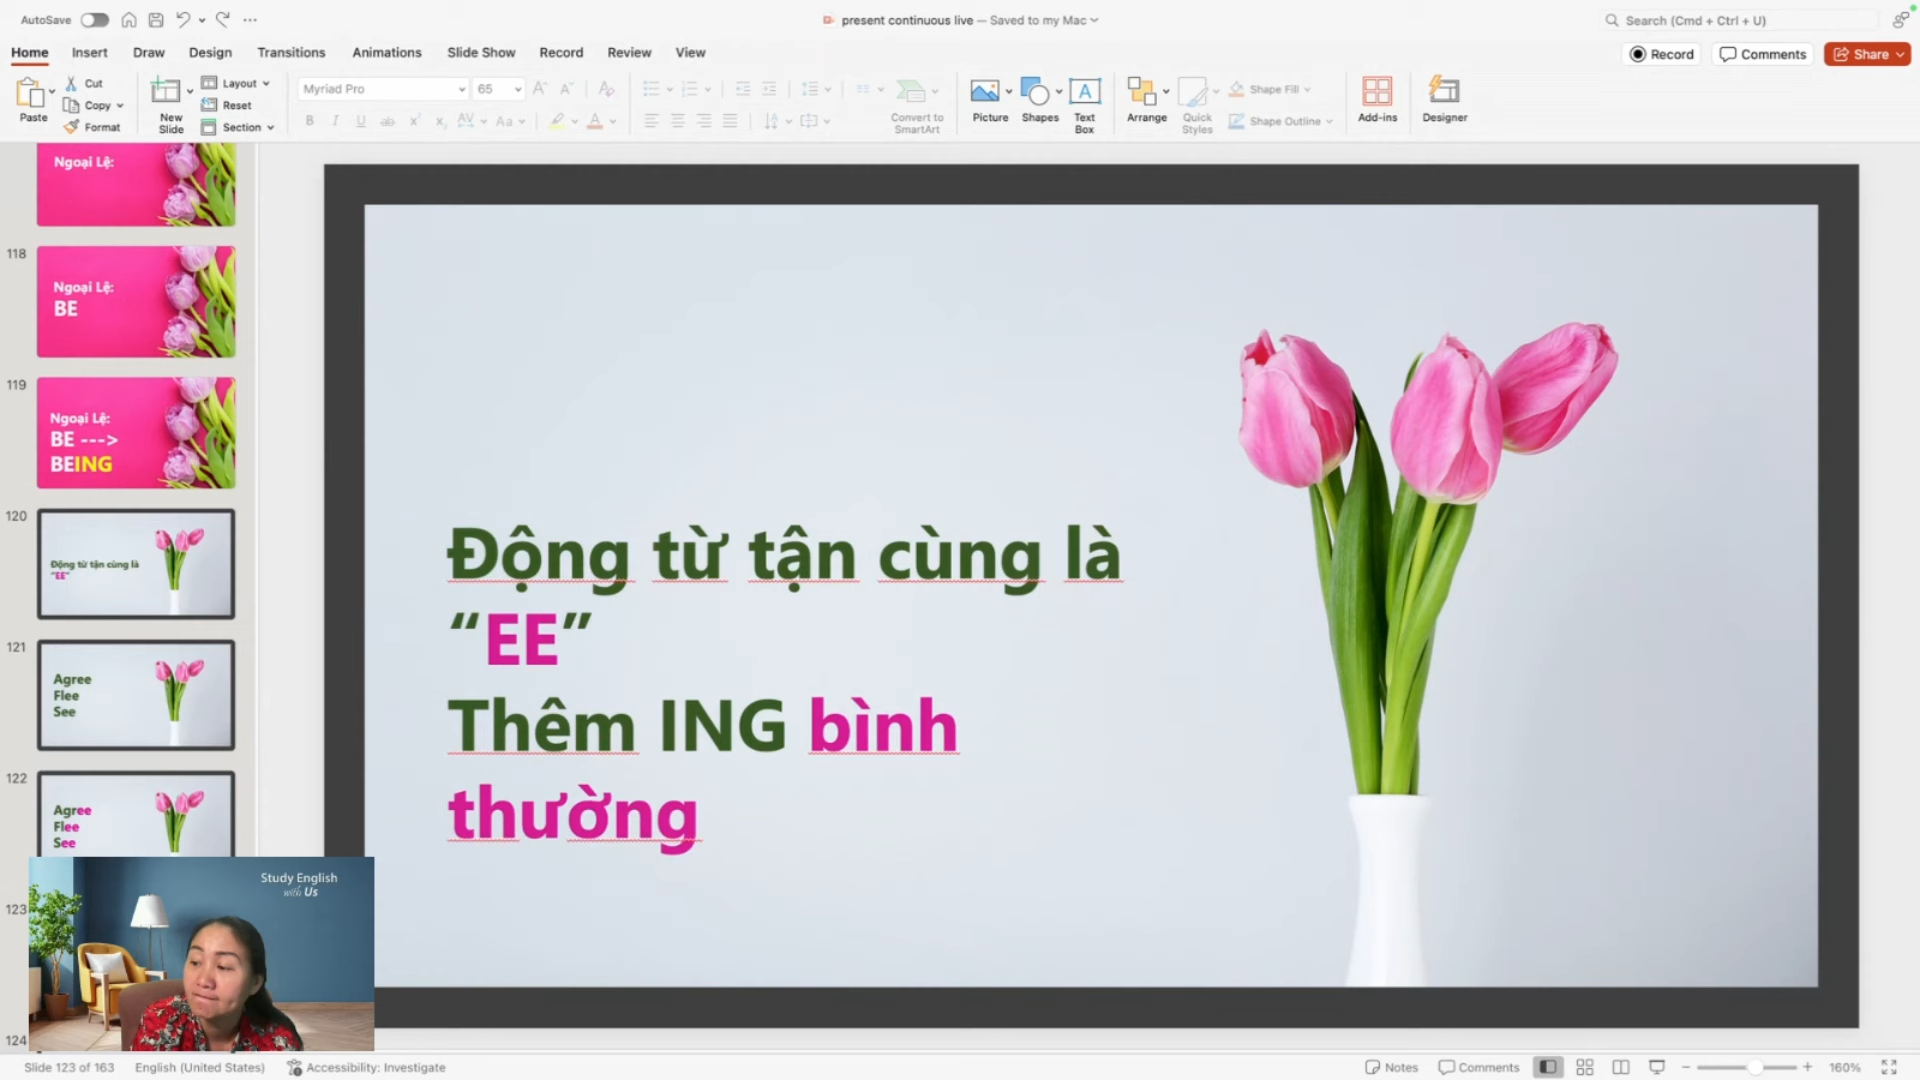 AutoSave
present continuous live — Saved to my Mac
Search (Cmd + Ctrl + U)
Home Insert Draw Design Transitions Animations Slide Show Record Review View
Record Comments Share
Paste
Cut
Copy
Format
New
Slide
Layout
Reset
Section
Myriad Pro 65
Convert to
SmartArt
Picture
Shapes
Text
Box
Arrange
Quick
Styles
Shape Fill
Shape Outline
Add-ins
Designer
Ngoại Lệ:
118
Ngoại Lệ:
BE
119
Ngoại Lệ:
BE --->
BEING
120
Động từ tận cùng là
“EE”
121
Agree
Flee
See
122
Agree
Flee
See
123
124
Động từ tận cùng là
“EE”
Thêm ING bình
thường
Study English
with Us
Slide 123 of 163
English (United States)
Accessibility: Investigate
Notes
Comments
160%